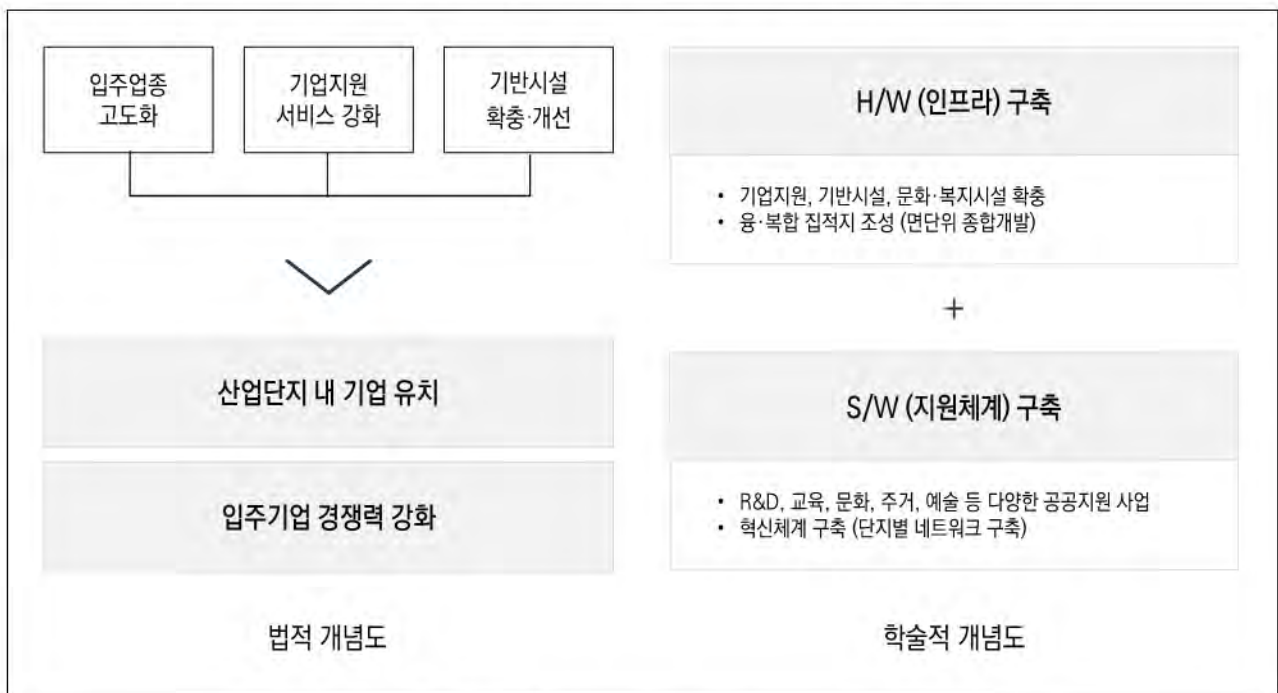 입주업종
고도화
기업지원
서비스 강화
기반시설
확충·개선
산업단지 내 기업 유치
입주기업 경쟁력 강화
법적 개념도
H/W (인프라) 구축
• 기업지원, 기반시설, 문화·복지시설 확충
• 융·복합 집적지 조성 (면단위 종합개발)
+
S/W (지원체계) 구축
• R&D, 교육, 문화, 주거, 예술 등 다양한 공공지원 사업
• 혁신체계 구축 (단지별 네트워크 구축)
학술적 개념도